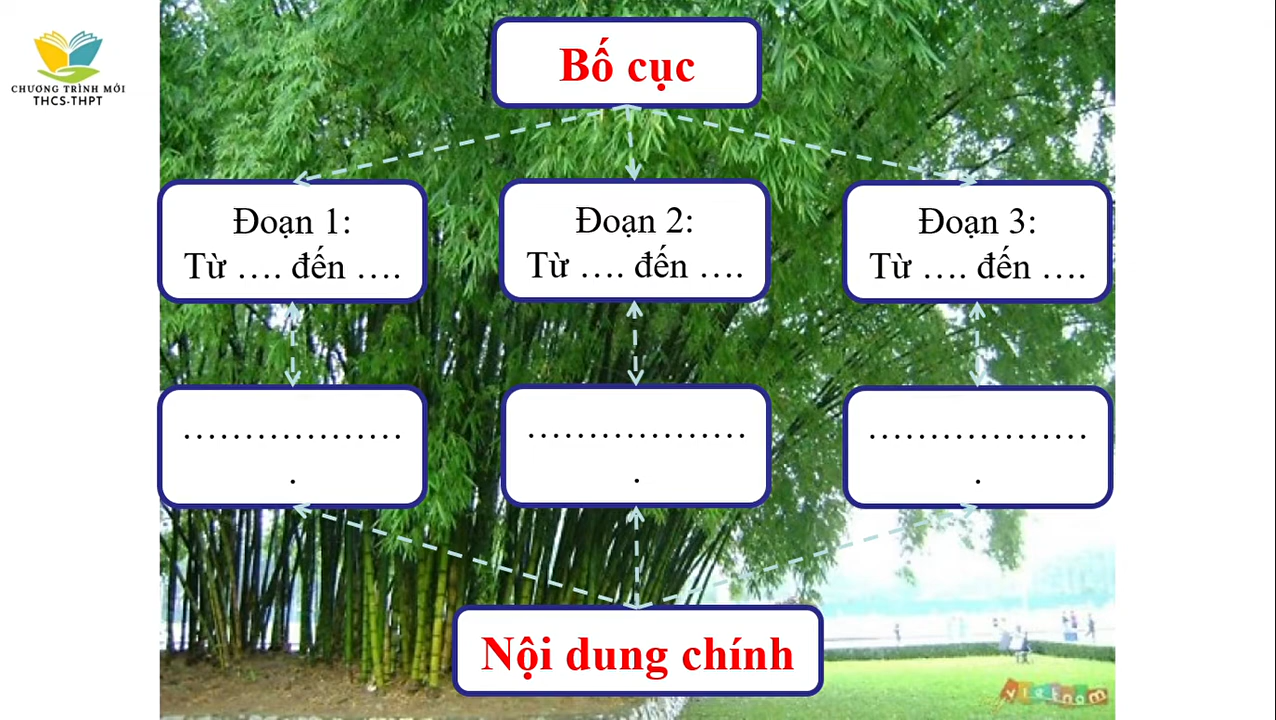 CHƯƠNG TRÌNH MỚI
THCS-THPT
Bố cục
Đoạn 1:
Từ …. đến ….
Đoạn 2:
Từ …. đến ….
Đoạn 3:
Từ …. đến ….
………………
.
………………
.
………………
.
Nội dung chính
vietnam